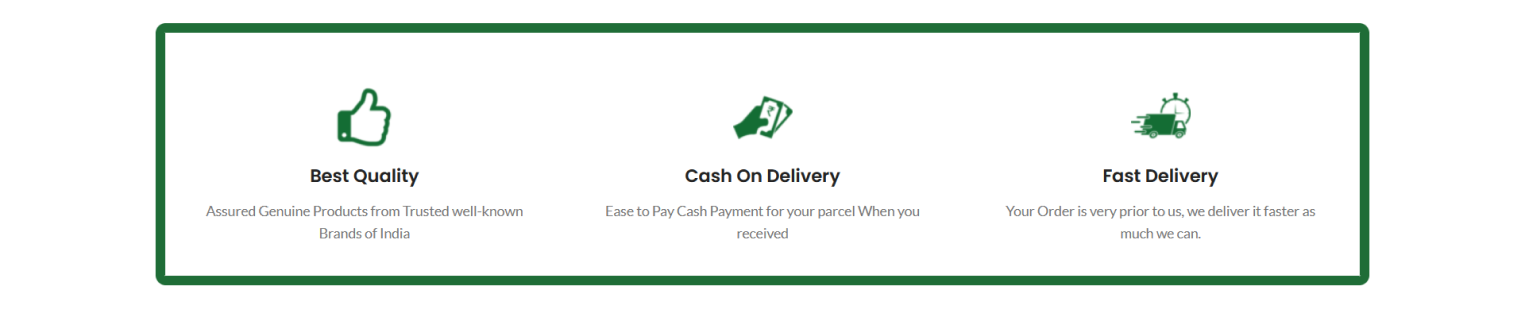 Best Quality
Assured Genuine Products from Trusted well-known
Brands of India
Cash On Delivery
Ease to Pay Cash Payment for your parcel When you
received
Fast Delivery
Your Order is very prior to us, we deliver it faster as
much we can.